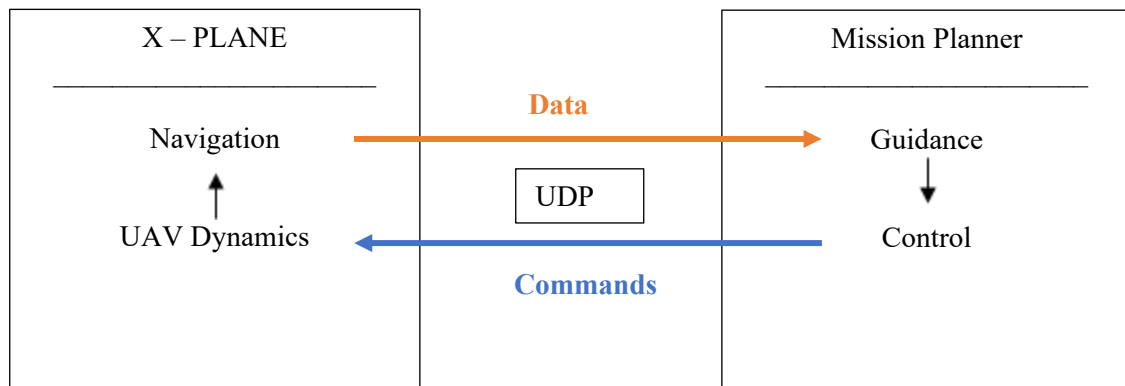 X – PLANE
Mission Planner
Data
Navigation
Guidance
UDP
UAV Dynamics
Control
Commands